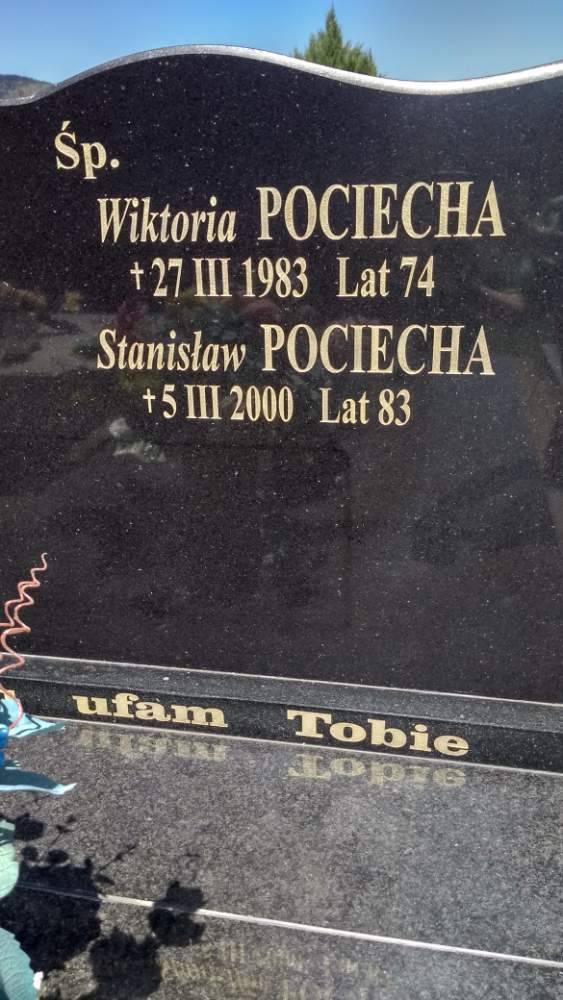 Śp.
Wiktoria POCIECHA
† 27 III 1983 Lat 74
Stanisław POCIECHA
† 5 III 2000 Lat 83
ufam Tobie